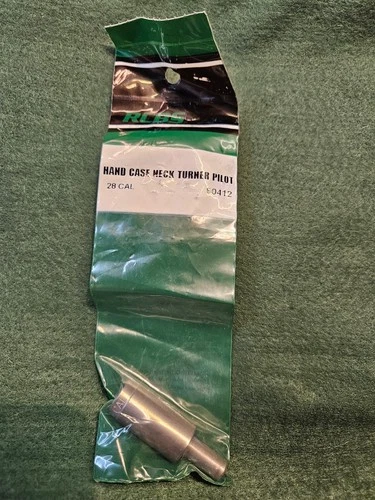 RCBS
HAND CASE NECK TURNER PILOT
28 CAL
90412